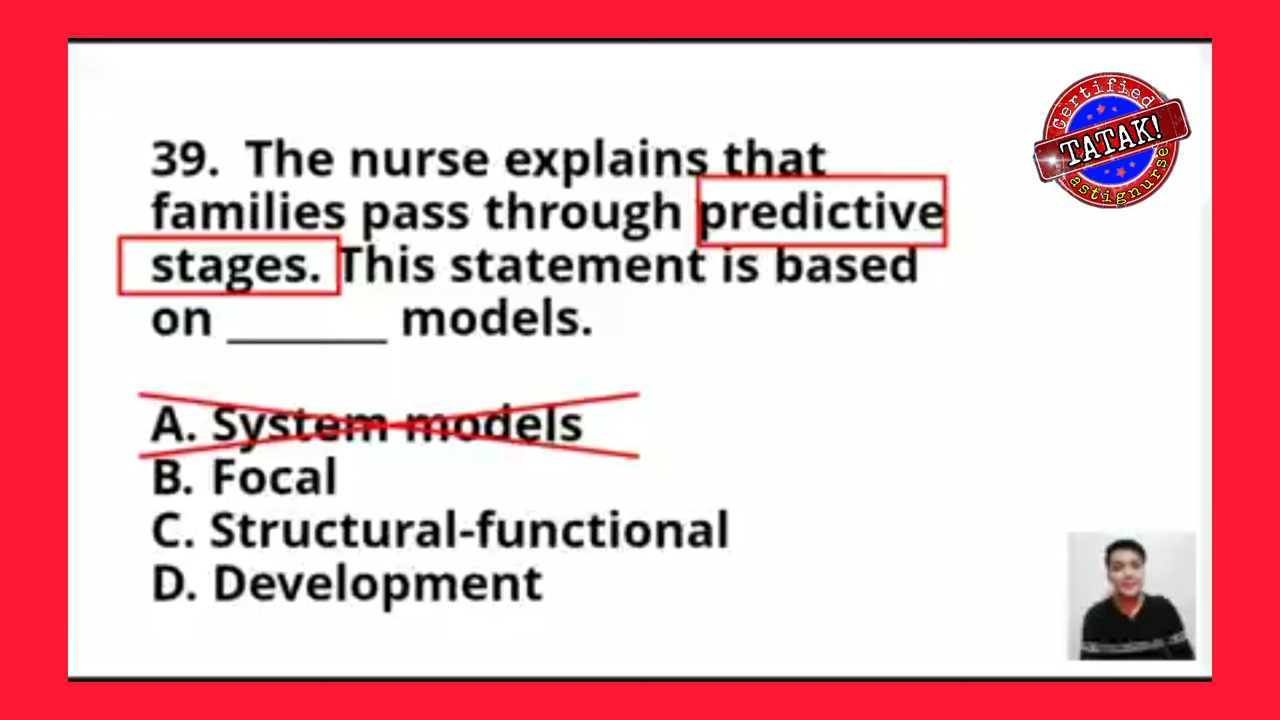 Certified
TATAK!
astignurse
39. The nurse explains that
families pass through predictive
stages. This statement is based
on _______ models.
A. System models
B. Focal
C. Structural-functional
D. Development